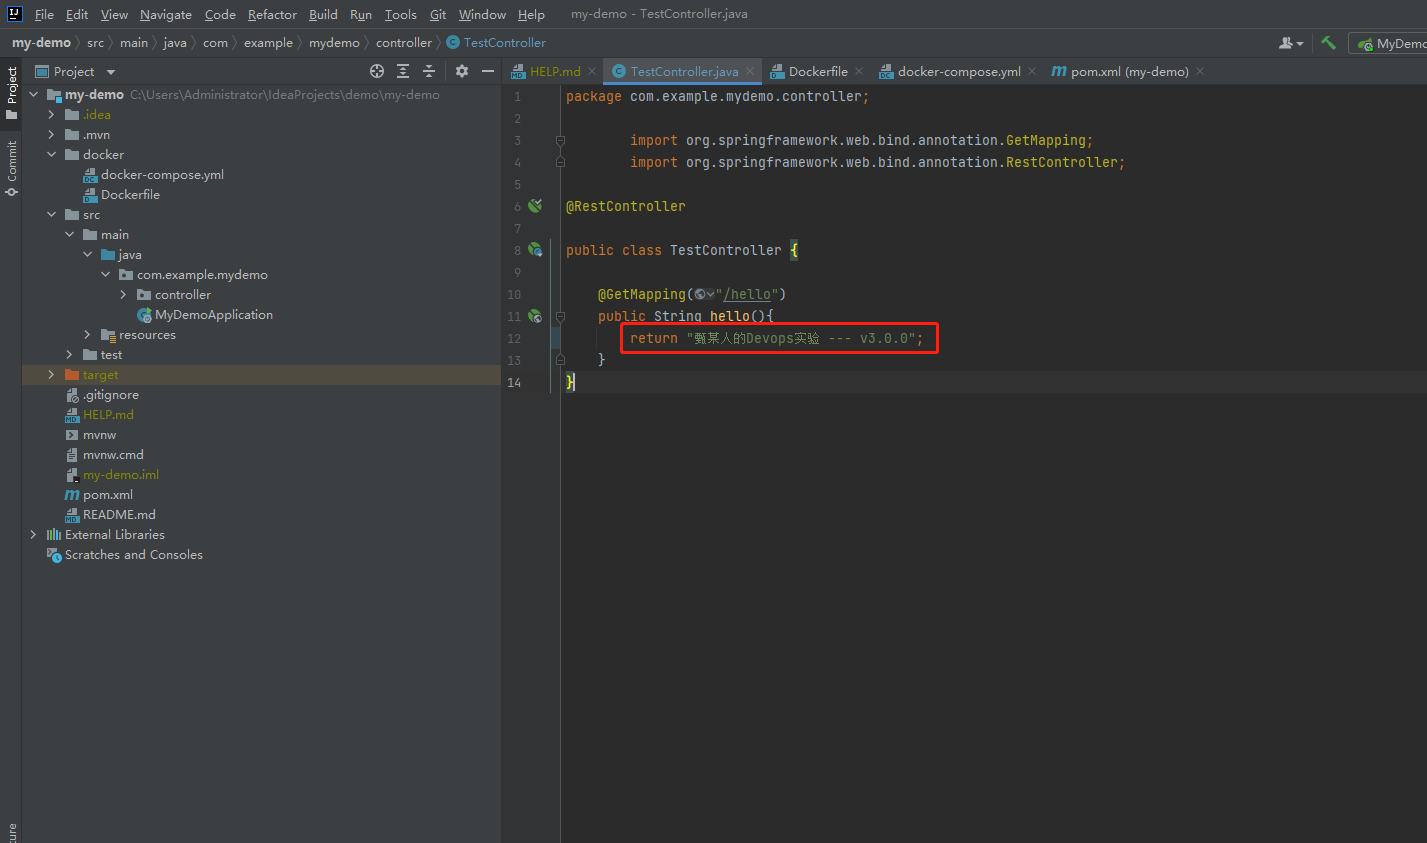 File Edit View Navigate Code Refactor Build Run Tools Git Window Help my-demo - TestController.java
my-demo src main java com example mydemo controller TestController MyDemo
Project
HELP.md TestController.java Dockerfile docker-compose.yml pom.xml (my-demo)
Project
Commit
my-demo C:\Users\Administrator\IdeaProjects\demo\my-demo
.idea
.mvn
docker
docker-compose.yml
Dockerfile
src
main
java
com.example.mydemo
controller
MyDemoApplication
resources
test
target
.gitignore
HELP.md
mvnw
mvnw.cmd
my-demo.iml
pom.xml
README.md
External Libraries
Scratches and Consoles
1 package com.example.mydemo.controller;
2
3 import org.springframework.web.bind.annotation.GetMapping;
4 import org.springframework.web.bind.annotation.RestController;
5
6 @RestController
7
8 public class TestController {
9
10 @GetMapping("/hello")
11 public String hello(){
12 return "甄某人的Devops实验 --- v3.0.0";
13 }
14 }